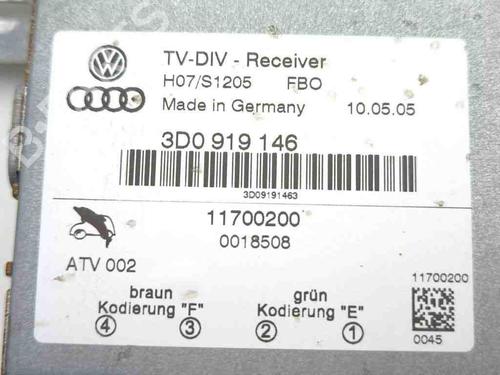 TV-DIV - Receiver
H07/S1205 FBO
Made in Germany 10.05.05
3D0 919 146
3D09191463
11700200
0018508
ATV 002
11700200
braun grün
Kodierung "F" Kodierung "E"
4 3 2 1
0045